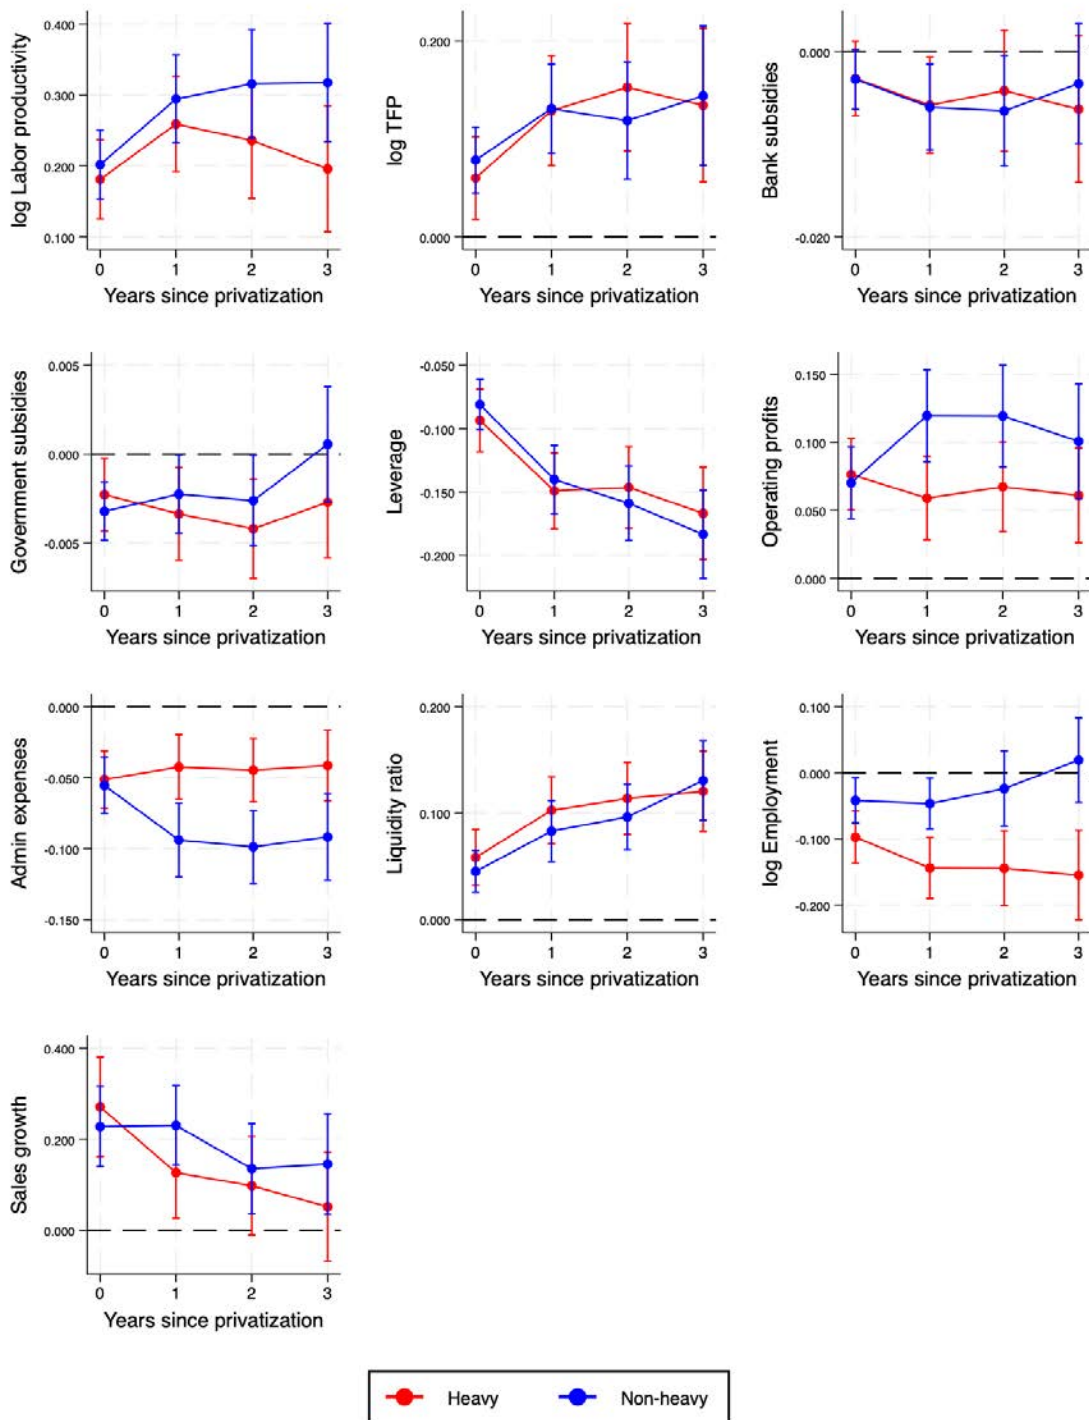 log Labor productivity
0.400
0.300
0.200
0.100
0 1 2 3
Years since privatization
log TFP
0.200
0.000
0 1 2 3
Years since privatization
Bank subsidies
0.000
-0.020
0 1 2 3
Years since privatization
Government subsidies
0.005
0.000
-0.005
0 1 2 3
Years since privatization
Leverage
-0.050
-0.100
-0.150
-0.200
0 1 2 3
Years since privatization
Operating profits
0.150
0.100
0.050
0.000
0 1 2 3
Years since privatization
Admin expenses
0.000
-0.050
-0.100
-0.150
0 1 2 3
Years since privatization
Liquidity ratio
0.200
0.100
0.000
0 1 2 3
Years since privatization
log Employment
0.100
0.000
-0.100
-0.200
0 1 2 3
Years since privatization
Sales growth
0.400
0.200
0.000
0 1 2 3
Years since privatization
Heavy Non-heavy